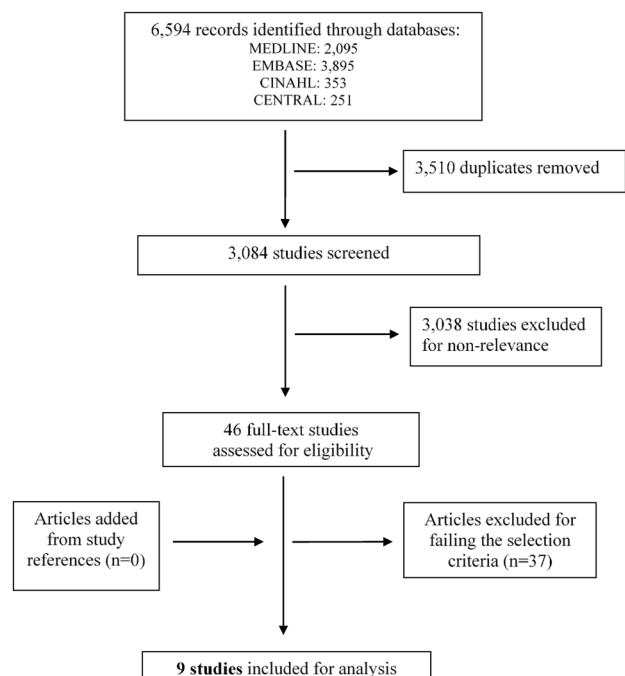 6,594 records identified through databases:
MEDLINE: 2,095
EMBASE: 3,895
CINAHL: 353
CENTRAL: 251
3,510 duplicates removed
3,084 studies screened
3,038 studies excluded
for non-relevance
46 full-text studies
assessed for eligibility
Articles added
from study
references (n=0)
Articles excluded for
failing the selection
criteria (n=37)
9 studies included for analysis